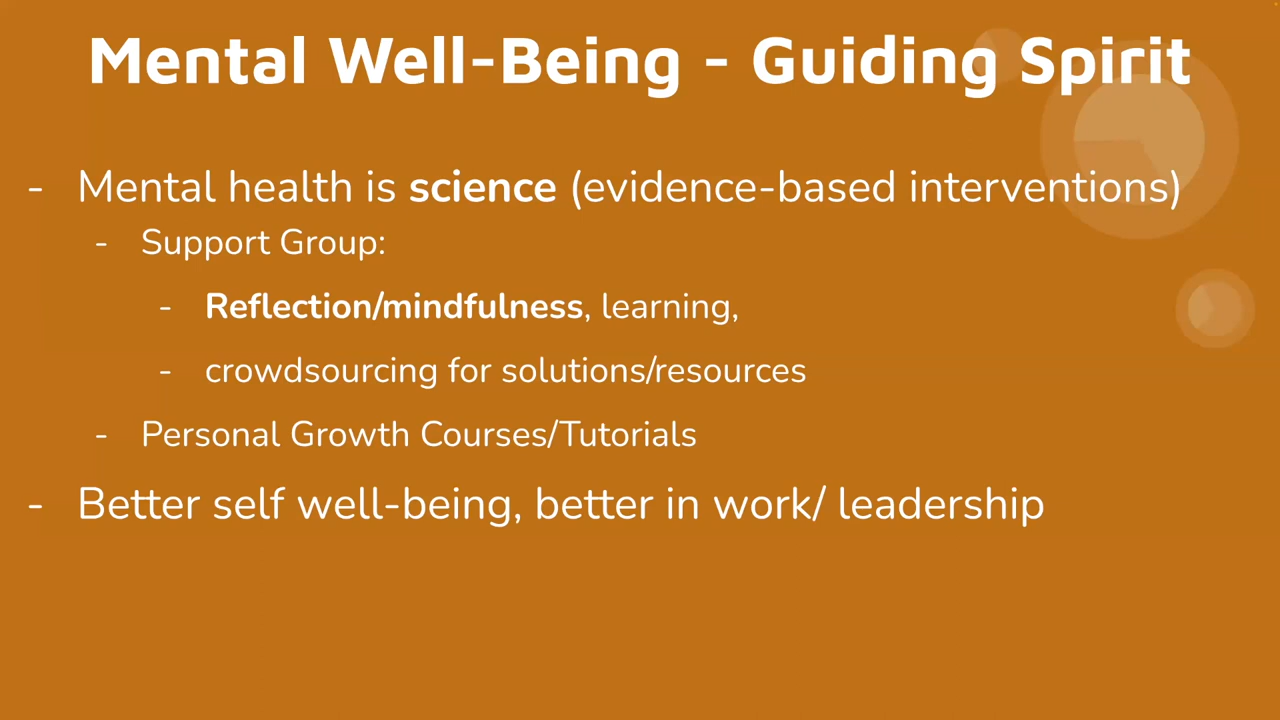 Mental Well-Being - Guiding Spirit
- Mental health is science (evidence-based interventions)
- Support Group:
- Reflection/mindfulness, learning,
- crowdsourcing for solutions/resources
- Personal Growth Courses/Tutorials
- Better self well-being, better in work/ leadership